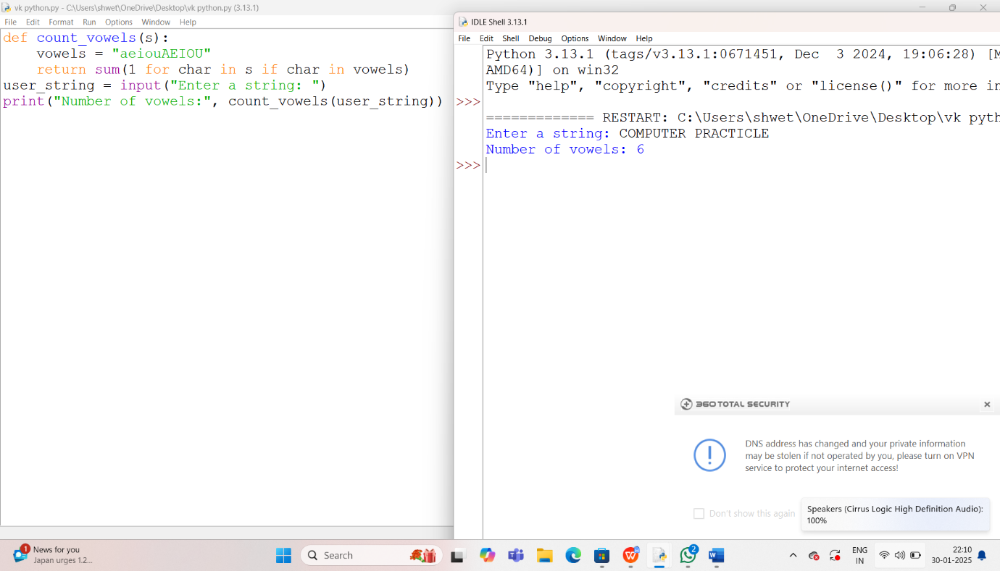 vk python.py - C:\Users\shwet\OneDrive\Desktop\vk python.py (3.13.1)
File Edit Format Run Options Window Help
def count_vowels(s):
    vowels = "aeiouAEIOU"
    return sum(1 for char in s if char in vowels)
user_string = input("Enter a string: ")
print("Number of vowels:", count_vowels(user_string))
IDLE Shell 3.13.1
File Edit Shell Debug Options Window Help
Python 3.13.1 (tags/v3.13.1:0671451, Dec  3 2024, 19:06:28) [M
AMD64)] on win32
Type "help", "copyright", "credits" or "license()" for more in
>>>
============= RESTART: C:\Users\shwet\OneDrive\Desktop\vk pyth
Enter a string: COMPUTER PRACTICLE
Number of vowels: 6
>>>
360 TOTAL SECURITY
DNS address has changed and your private information
may be stolen if not operated by you, please turn on VPN
service to protect your internet access!
Don't show this again
Speakers (Cirrus Logic High Definition Audio):
100%
1
News for you
Japan urges 1.2...
Search
2
ENG
IN
22:10
30-01-2025